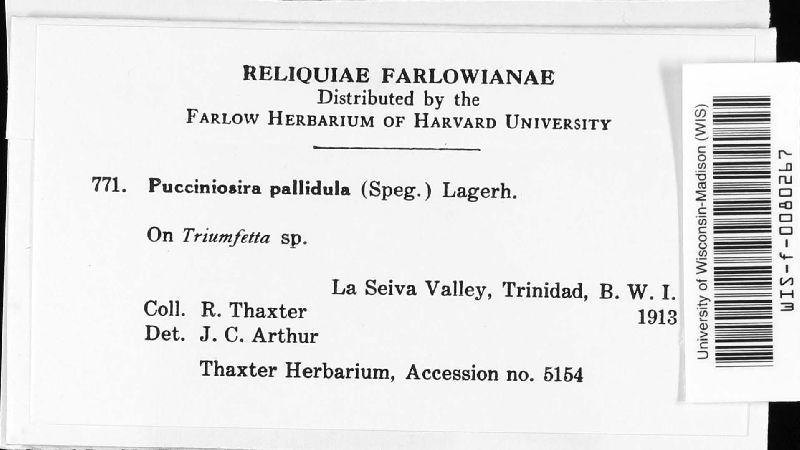 RELIQUIAE FARLOWIANAE
Distributed by the
FARLOW HERBARIUM OF HARVARD UNIVERSITY
771. Pucciniosira pallidula (Speg.) Lagerh.
On Triumfetta sp.
La Seiva Valley, Trinidad, B. W. I.
Coll. R. Thaxter 1913
Det. J. C. Arthur
Thaxter Herbarium, Accession no. 5154
University of Wisconsin-Madison (WIS)
WIS-f-0080267